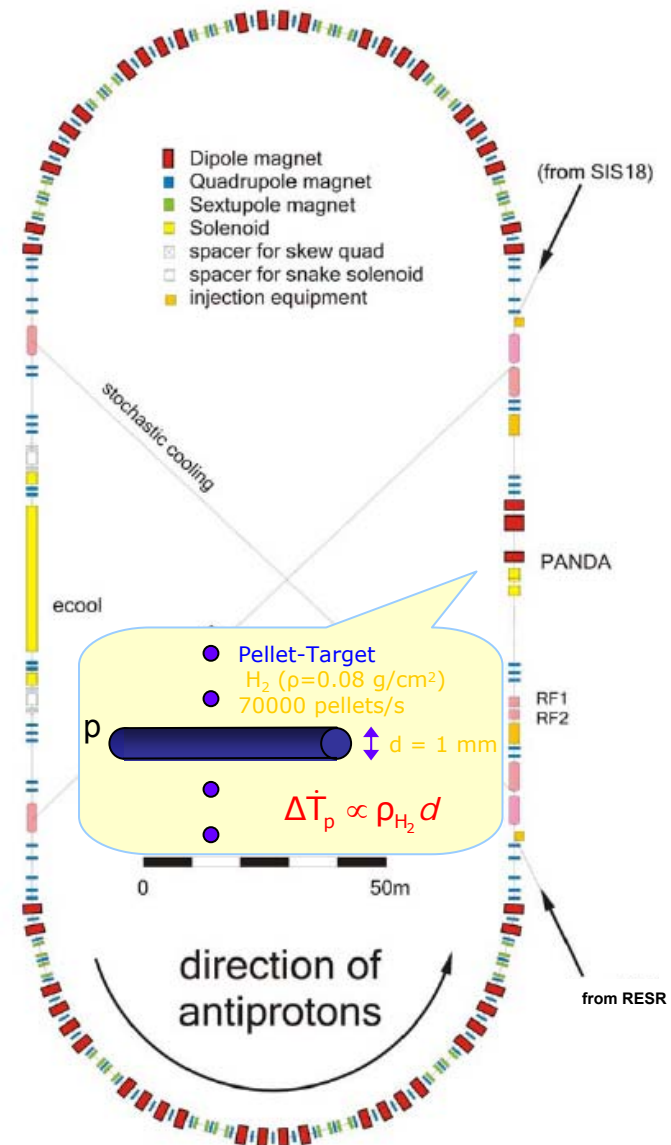 Dipole magnet
Quadrupole magnet
Sextupole magnet
Solenoid
spacer for skew quad
spacer for snake solenoid
injection equipment
(from SIS18)
stochastic cooling
PANDA
ecool
Pellet-Target
H₂ (ρ=0.08 g/cm²)
70000 pellets/s
p
d = 1 mm
ΔṪₚ ∝ ρ_H₂ d
RF1
RF2
0
50m
direction of
antiprotons
from RESR